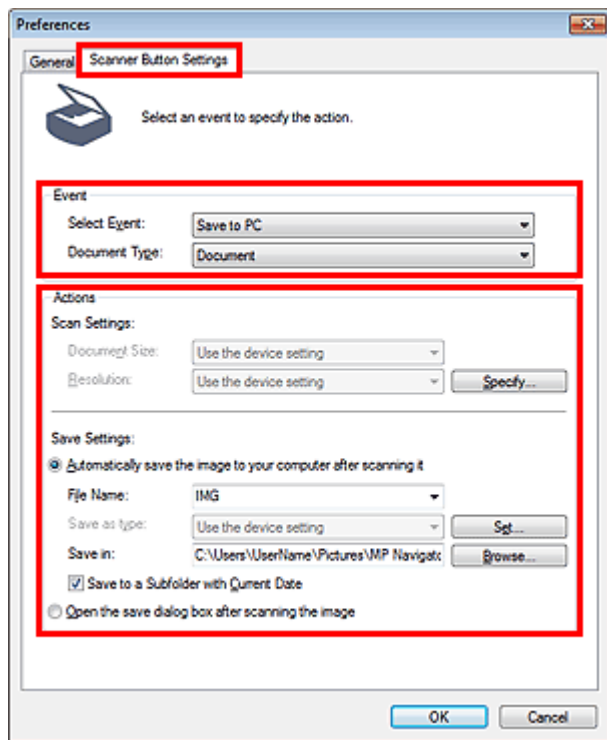 Preferences
General Scanner Button Settings
Select an event to specify the action.
Event
Select Event: Save to PC
Document Type: Document
Actions
Scan Settings:
Document Size: Use the device setting
Resolution: Use the device setting Specify...
Save Settings:
Automatically save the image to your computer after scanning it
File Name: IMG
Save as type: Use the device setting Set...
Save in: C:\Users\UserName\Pictures\MP Navigato Browse...
Save to a Subfolder with Current Date
Open the save dialog box after scanning the image
OK Cancel